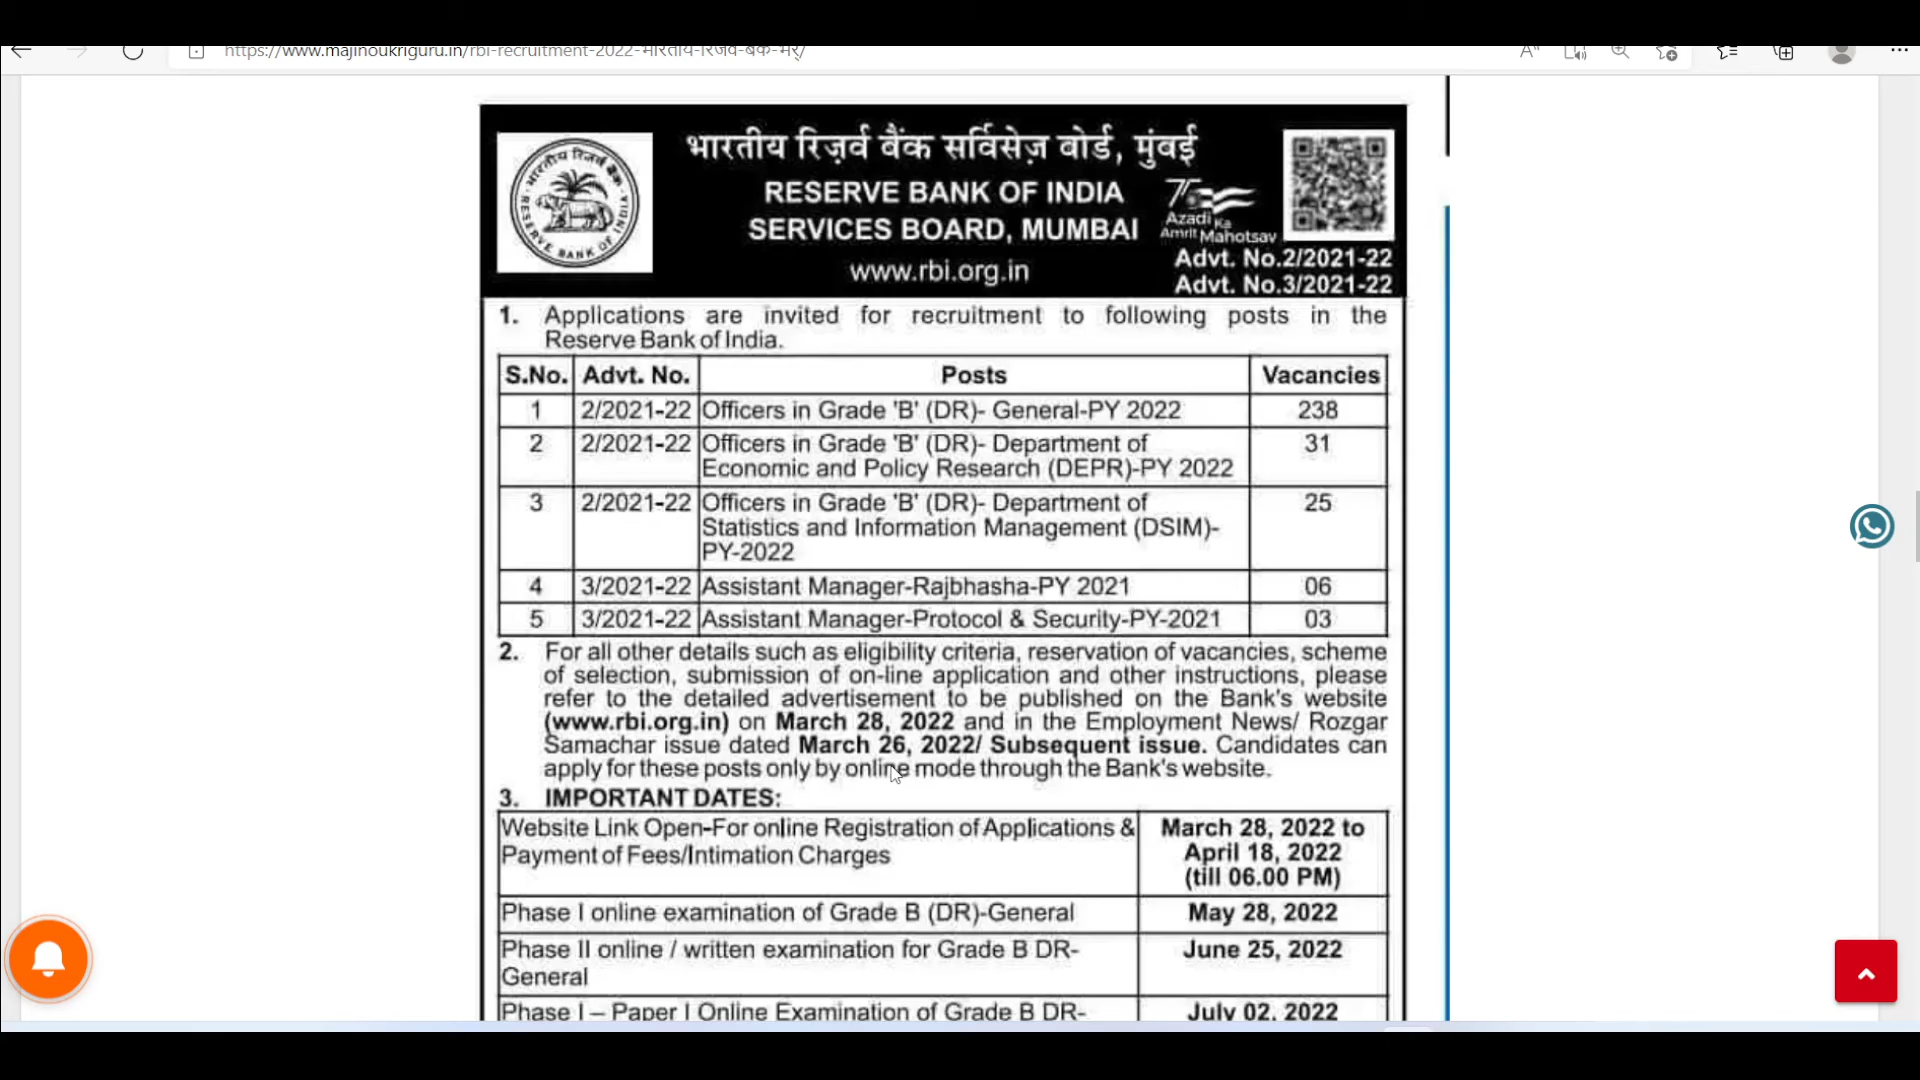 https://www.majinoukriguru.in/rbi-recruitment-2022-भारतीय-रिजर्व-बँक-भर्/
भारतीय रिज़र्व बैंक सर्विसेज़ बोर्ड, मुंबई
RESERVE BANK OF INDIA
SERVICES BOARD, MUMBAI
www.rbi.org.in
भारतीय रिज़र्व बैंक
RESERVE BANK OF INDIA
75
Azadi Ka
Amrit Mahotsav
Advt. No.2/2021-22
Advt. No.3/2021-22
1. Applications are invited for recruitment to following posts in the
Reserve Bank of India.
S.No. Advt. No. Posts Vacancies
1 2/2021-22 Officers in Grade 'B' (DR)- General-PY 2022 238
2 2/2021-22 Officers in Grade 'B' (DR)- Department of 31
Economic and Policy Research (DEPR)-PY 2022
3 2/2021-22 Officers in Grade 'B' (DR)- Department of 25
Statistics and Information Management (DSIM)-
PY-2022
4 3/2021-22 Assistant Manager-Rajbhasha-PY 2021 06
5 3/2021-22 Assistant Manager-Protocol & Security-PY-2021 03
2. For all other details such as eligibility criteria, reservation of vacancies, scheme
of selection, submission of on-line application and other instructions, please
refer to the detailed advertisement to be published on the Bank's website
(www.rbi.org.in) on March 28, 2022 and in the Employment News/ Rozgar
Samachar issue dated March 26, 2022/ Subsequent issue. Candidates can
apply for these posts only by online mode through the Bank's website.
3. IMPORTANT DATES:
Website Link Open-For online Registration of Applications & March 28, 2022 to
Payment of Fees/Intimation Charges April 18, 2022
(till 06.00 PM)
Phase I online examination of Grade B (DR)-General May 28, 2022
Phase II online / written examination for Grade B DR- June 25, 2022
General
Phase I – Paper I Online Examination of Grade B DR- July 02, 2022